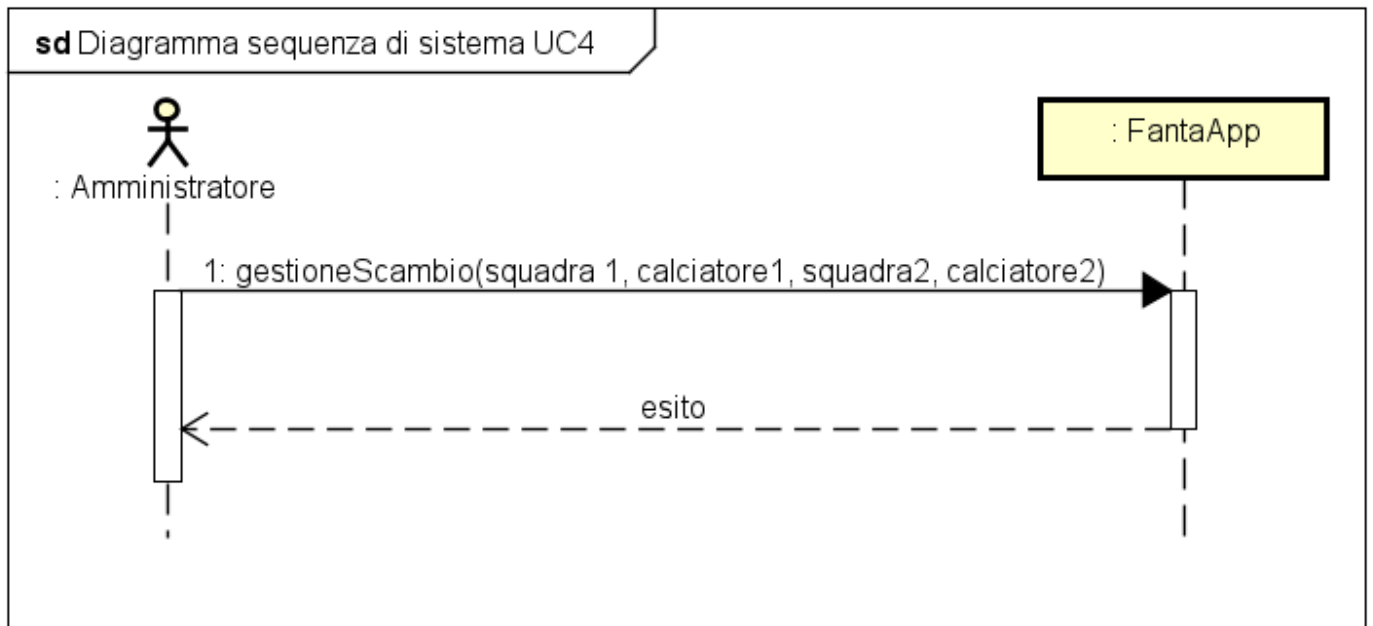 sd Diagramma sequenza di sistema UC4
: Amministratore
: FantaApp
1: gestioneScambio(squadra 1, calciatore1, squadra2, calciatore2)
esito